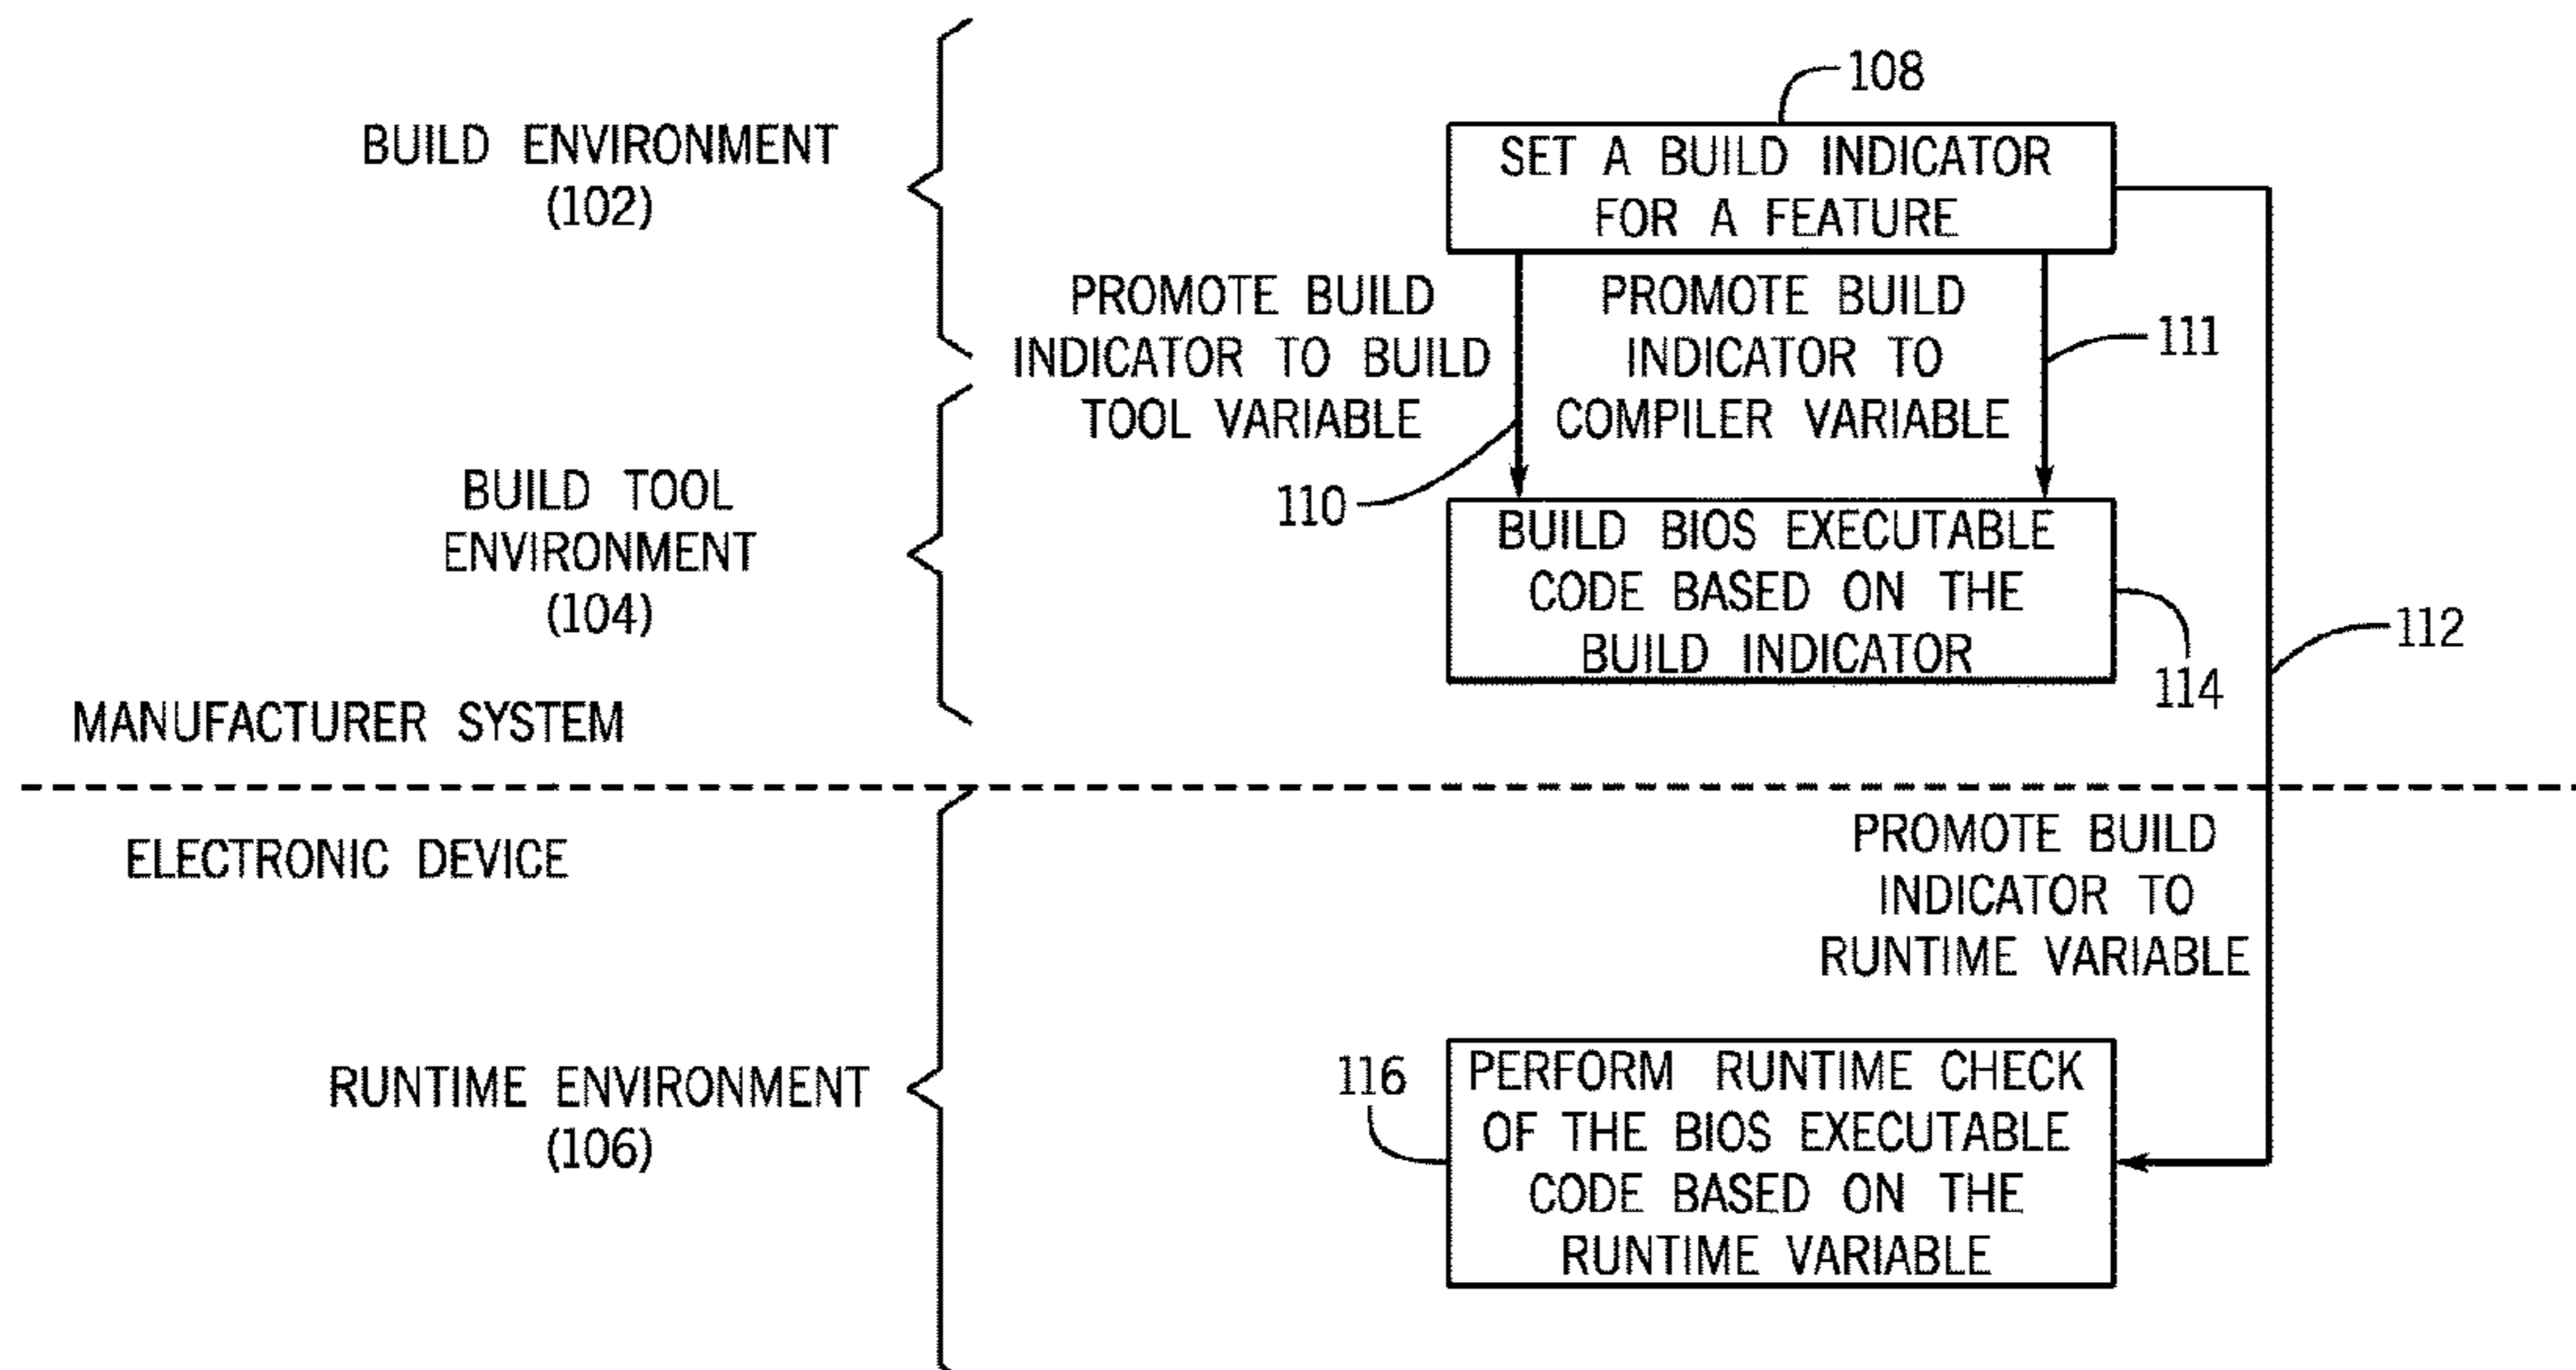 108
BUILD ENVIRONMENT
(102)
SET A BUILD INDICATOR
FOR A FEATURE
PROMOTE BUILD
INDICATOR TO BUILD
TOOL VARIABLE
PROMOTE BUILD
INDICATOR TO
COMPILER VARIABLE
111
110
BUILD TOOL
ENVIRONMENT
(104)
BUILD BIOS EXECUTABLE
CODE BASED ON THE
BUILD INDICATOR
112
114
MANUFACTURER SYSTEM
ELECTRONIC DEVICE
PROMOTE BUILD
INDICATOR TO
RUNTIME VARIABLE
RUNTIME ENVIRONMENT
(106)
116
PERFORM RUNTIME CHECK
OF THE BIOS EXECUTABLE
CODE BASED ON THE
RUNTIME VARIABLE